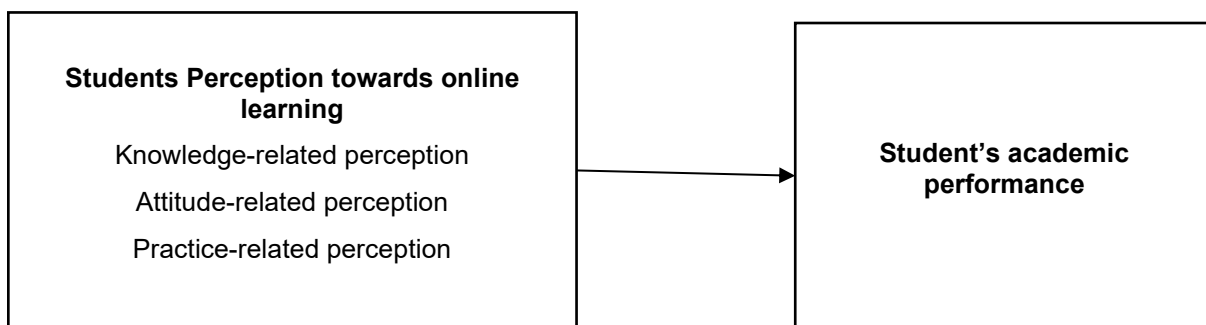 Students Perception towards online
learning
Knowledge-related perception
Attitude-related perception
Practice-related perception
Student’s academic
performance